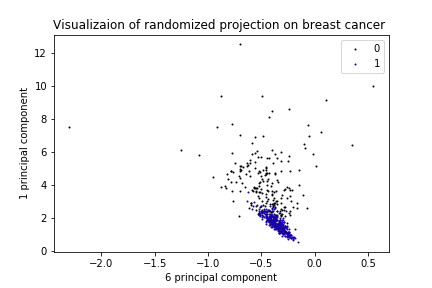 Visualizaion of randomized projection on breast cancer
0
1
12
10
8
6
4
2
0
1 principal component
−2.0 −1.5 −1.0 −0.5 0.0 0.5
6 principal component